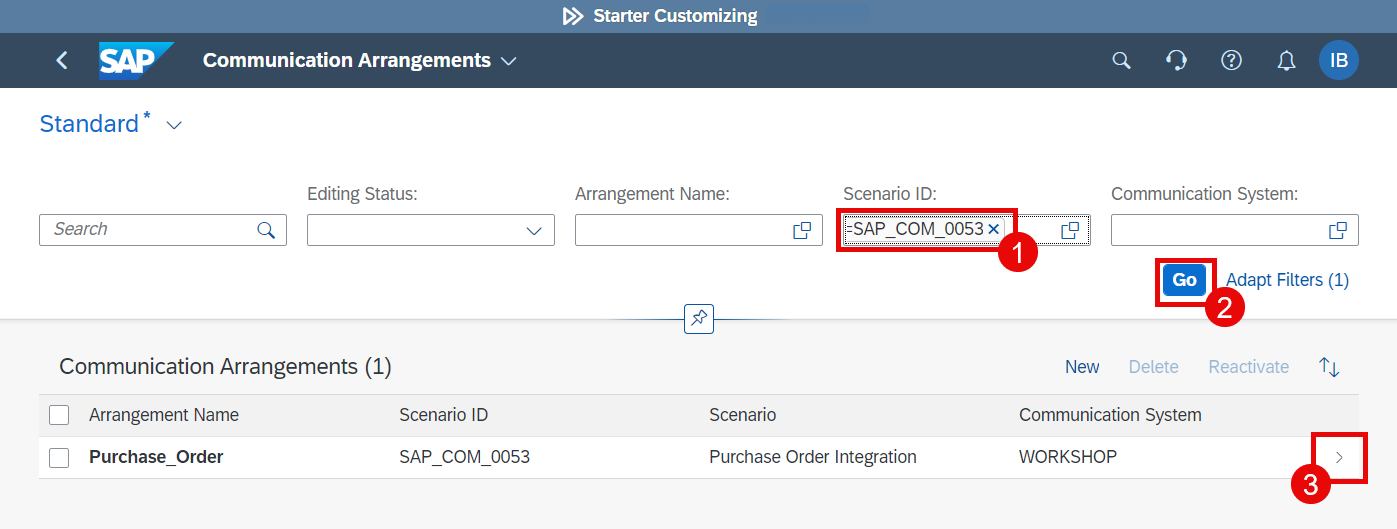 Starter Customizing
SAP Communication Arrangements IB
Standard *
Editing Status: Arrangement Name: Scenario ID: Communication System:
Search =SAP_COM_0053
1
Go Adapt Filters (1)
2
Communication Arrangements (1) New Delete Reactivate
Arrangement Name Scenario ID Scenario Communication System
Purchase_Order SAP_COM_0053 Purchase Order Integration WORKSHOP
3